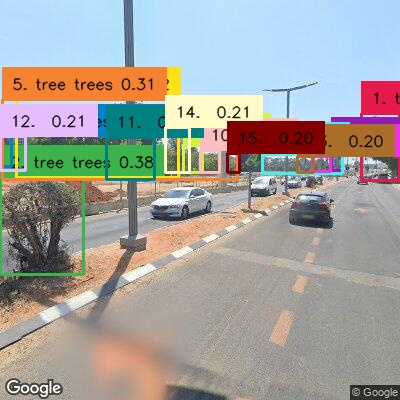 5. tree trees 0.31
14. 0.21
1. t
12. 0.21
11.
10
15. 0.20
0.20
2. tree trees 0.38
Google
© Google